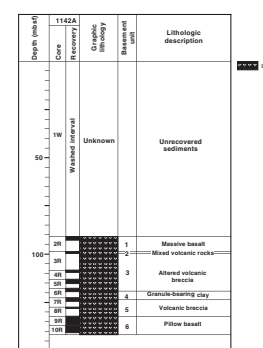 1142A
Depth (mbsf)
Core
Recovery
Graphic lithology
Basement unit
Lithologic description
1W
Washed interval
Unknown
Unrecovered sediments
50
2R
1
Massive basalt
100
2
Mixed volcanic rocks
3R
4R
3
Altered volcanic breccia
5R
6R
4
Granule-bearing clay
7R
8R
5
Volcanic breccia
9R
6
Pillow basalt
10R